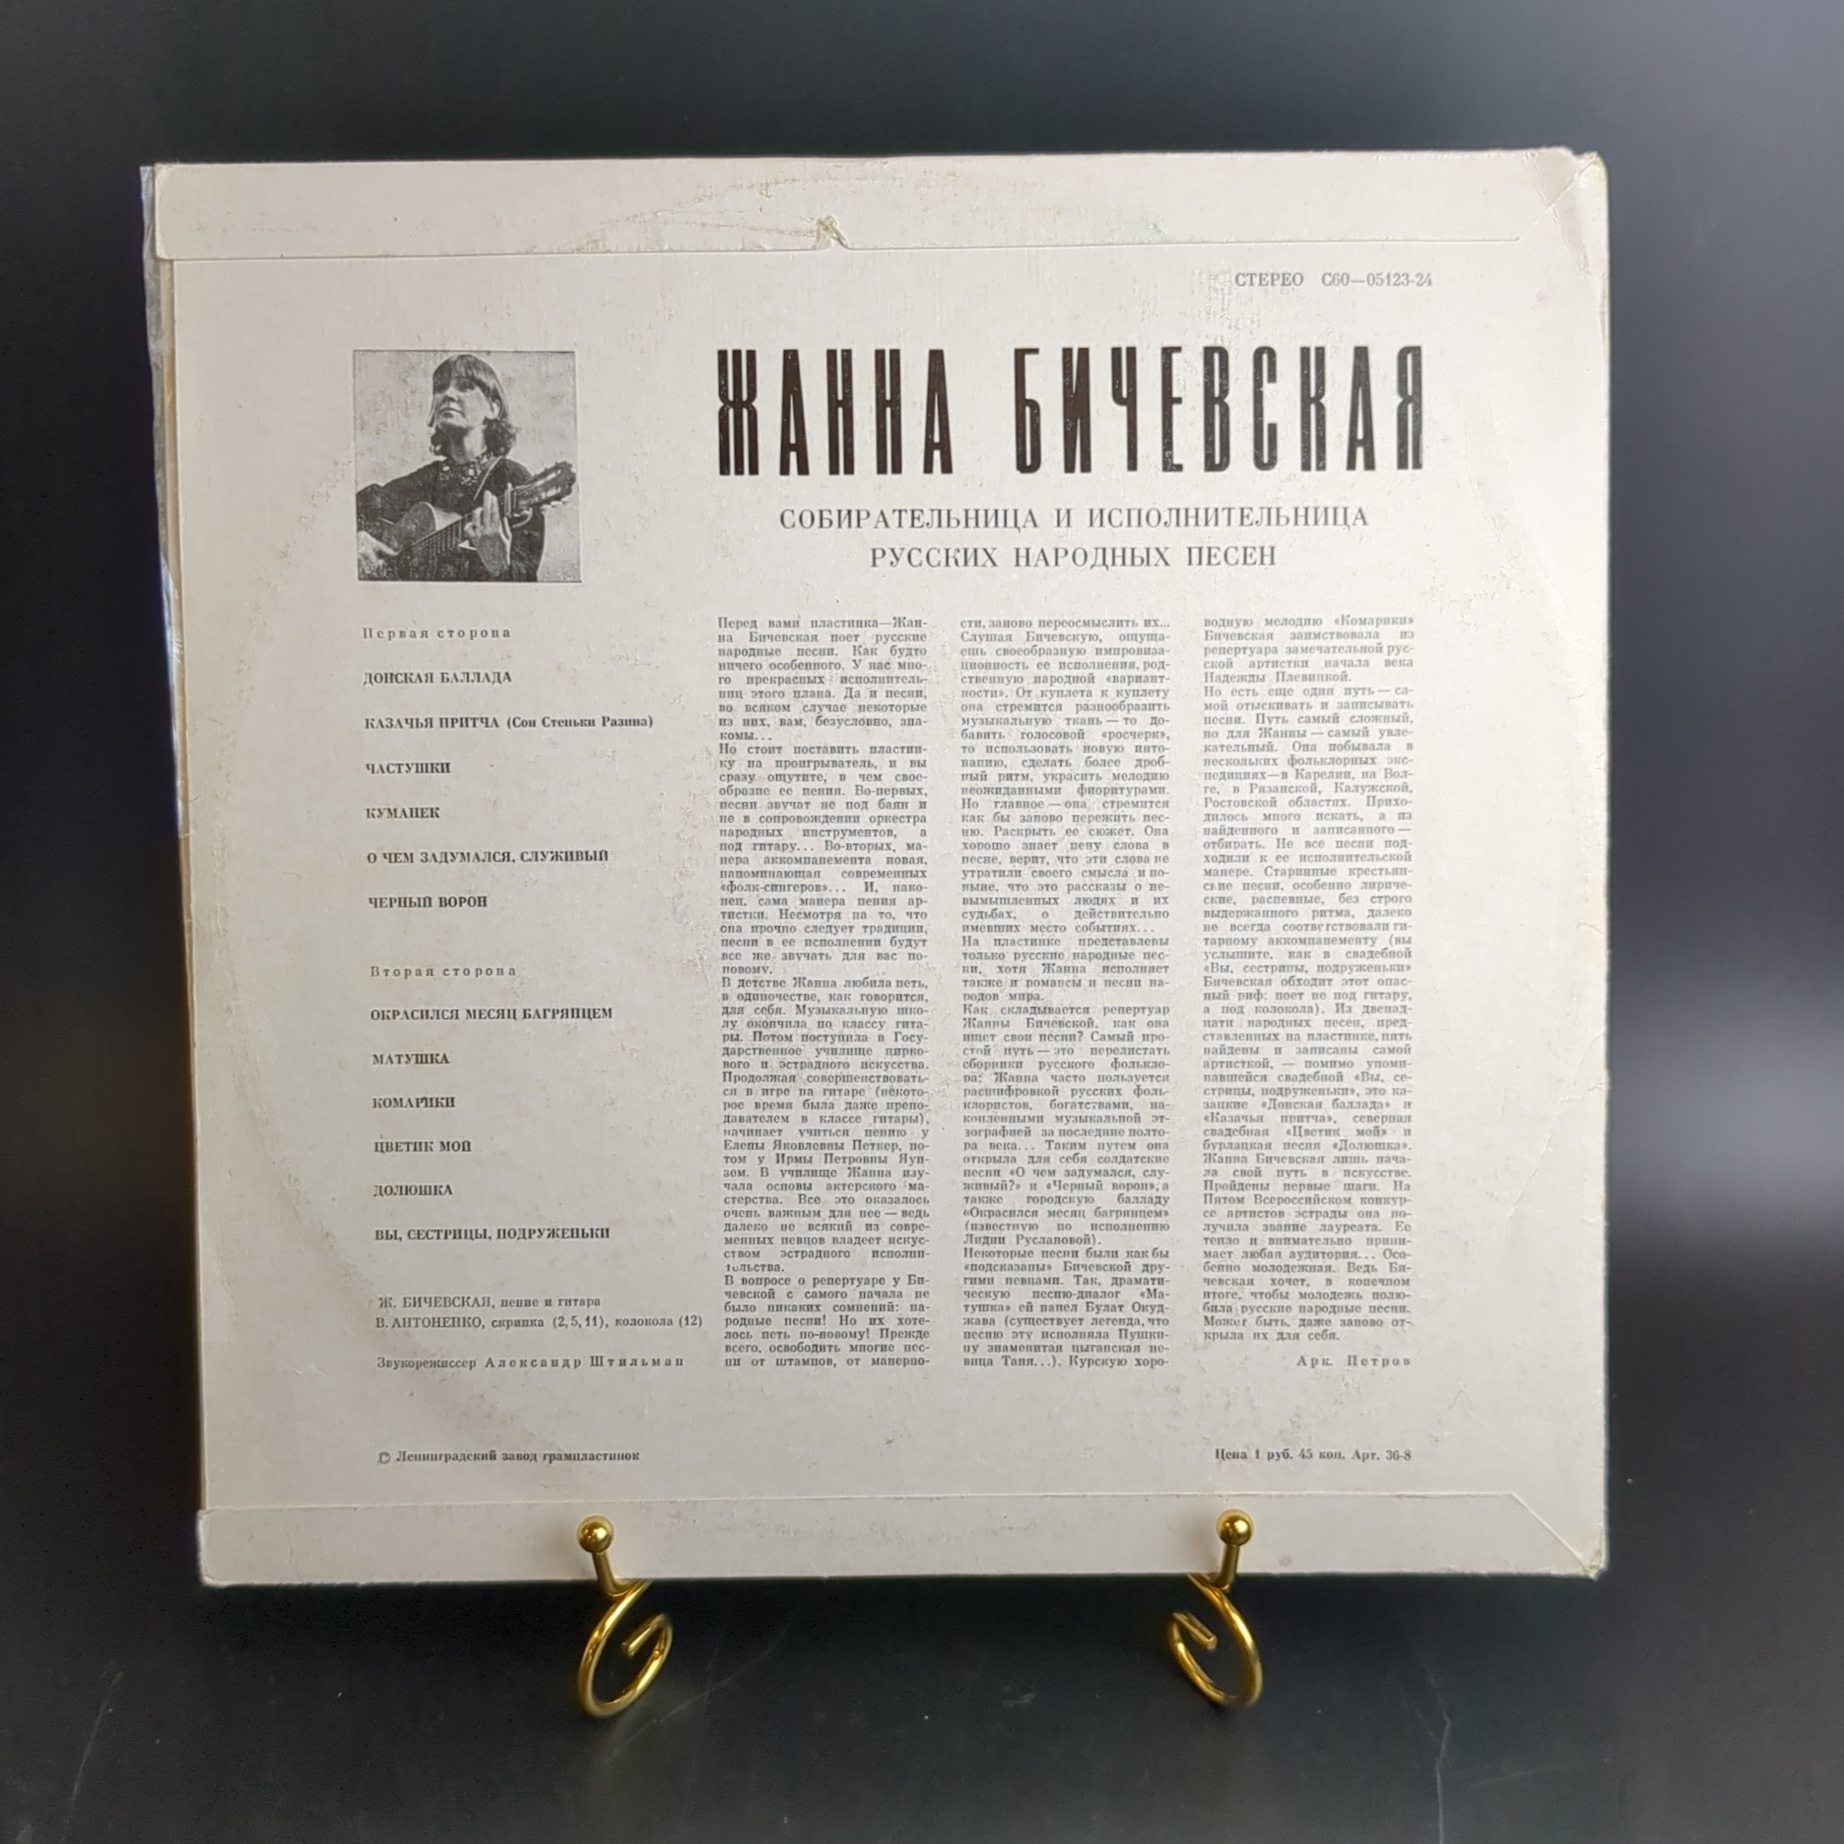 СТЕРЕО С60—05123-24
ЖАННА БИЧЕВСКАЯ
СОБИРАТЕЛЬНИЦА И ИСПОЛНИТЕЛЬНИЦА
РУССКИХ НАРОДНЫХ ПЕСЕН
Первая сторона
ДОНСКАЯ БАЛЛАДА
КАЗАЧЬЯ ПРИТЧА (Сон Стеньки Разина)
ЧАСТУШКИ
КУМАНЕК
О ЧЕМ ЗАДУМАЛСЯ, СЛУЖИВЫЙ
ЧЕРНЫЙ ВОРОН
Вторая сторона
ОКРАСИЛСЯ МЕСЯЦ БАГРЯНЦЕМ
МАТУШКА
КОМАРИКИ
ЦВЕТИК МОЙ
ДОЛЮШКА
ВЫ, СЕСТРИЦЫ, ПОДРУЖЕНЬКИ
Ж. БИЧЕВСКАЯ, пение и гитара
В. АНТОНЕНКО, скрипка (2, 5, 11), колокола (12)
Звукорежиссер Александр Штильман
Перед вами пластинка—Жан-
на Бичевская поет русские
народные песни. Как будто
ничего особенного. У нас мно-
го прекрасных исполнитель-
ниц этого плана. Да и песни,
во всяком случае некоторые
из них, вам, безусловно, зна-
комы...
Но стоит поставить пластин-
ку на проигрыватель, и вы
сразу ощутите, в чем свое-
образие ее пения. Во-первых,
песни звучат не под баян и
не в сопровождении оркестра
народных инструментов, а
под гитару... Во-вторых, ма-
нера аккомпанемента новая,
напоминающая современных
«фолк-сингеров»... И, нако-
нец, сама манера пения ар-
тистки. Несмотря на то, что
она прочно следует традиции,
песни в ее исполнении будут
все же звучать для вас по-
новому.
В детстве Жанна любила петь,
в одиночестве, как говорится,
для себя. Музыкальную шко-
лу окончила по классу гита-
ры. Потом поступила в Госу-
дарственное училище цирко-
вого и эстрадного искусства.
Продолжая совершенствовать-
ся в игре на гитаре (некото-
рое время была даже препо-
давателем в классе гитары),
начинает учиться пению у
Елены Яковлевны Петкер, по-
том у Ирмы Петровны Яун-
зем. В училище Жанна изу-
чала основы актерского ма-
стерства. Все это оказалось
очень важным для нее — ведь
далеко не всякий из совре-
менных певцов владеет искус-
ством эстрадного исполни-
тельства.
В вопросе о репертуаре у Би-
чевской с самого начала не
было никаких сомнений: на-
родные песни! Но их хоте-
лось петь по-новому! Прежде
всего, освободить многие пес-
ни от штампов, от манерно-
сти, заново переосмыслить их...
Слушая Бичевскую, ощуща-
ешь своеобразную импровиза-
ционность ее исполнения, род-
ственную народной «вариант-
ности». От куплета к куплету
она стремится разнообразить
музыкальную ткань — то до-
бавить голосовой «росчерк»,
то использовать новую инто-
нацию, сделать более дроб-
ный ритм, украсить мелодию
неожиданными фиоритурами.
Но главное — она стремится
как бы заново пережить пес-
ню. Раскрыть ее сюжет. Она
хорошо знает цену слова в
песне, верит, что эти слова не
утратили своего смысла и по-
ныне, что это рассказы о не-
вымышленных людях и их
судьбах, о действительно
имевших место событиях...
На пластинке представлены
только русские народные пес-
ни, хотя Жанна исполняет
также и романсы и песни на-
родов мира.
Как складывается репертуар
Жанны Бичевской, как она
ищет свои песни? Самый про-
стой путь — это перелистать
сборники русского фолькло-
ра; Жанна часто пользуется
расшифровкой русских фоль-
клористов, богатствами, на-
копленными музыкальной эт-
нографией за последние полто-
ра века... Таким путем она
открыла для себя солдатские
песни «О чем задумался, слу-
живый?» и «Черный ворон», а
также городскую балладу
«Окрасился месяц багрянцем»
(известную по исполнению
Лидии Руслановой).
Некоторые песни были как бы
«подсказаны» Бичевской дру-
гими певцами. Так, драмати-
ческую песню-диалог «Ма-
тушка» ей напел Булат Окуд-
жава (существует легенда, что
песню эту исполняла Пушки-
ну знаменитая цыганская пе-
вица Таня...). Курскую хоро-
водную мелодию «Комарики»
Бичевская заимствовала из
репертуара замечательной рус-
ской артистки начала века
Надежды Плевицкой.
Но есть еще один путь — са-
мой отыскивать и записывать
песни. Путь самый сложный,
но для Жанны — самый увле-
кательный. Она побывала в
нескольких фольклорных экс-
педициях—в Карелии, на Вол-
ге, в Рязанской, Калужской,
Ростовской областях. Прихо-
дилось много искать, а из
найденного и записанного —
отбирать. Не все песни под-
ходили к ее исполнительской
манере. Старинные крестьян-
ские песни, особенно лириче-
ские, распевные, без строго
выдержанного ритма, далеко
не всегда соответствовали ги-
тарному аккомпанементу (вы
услышите, как в свадебной
«Вы, сестрицы, подруженьки»
Бичевская обходит этот опас-
ный риф: поет не под гитару,
а под колокола). Из двенад-
цати народных песен, пред-
ставленных на пластинке, пять
найдены и записаны самой
артисткой, — помимо упоми-
навшейся свадебной «Вы, се-
стрицы, подруженьки», это ка-
зацкие «Донская баллада» и
«Казачья притча», северная
свадебная «Цветик мой» и
бурлацкая песня «Долюшка».
Жанна Бичевская лишь нача-
ла свой путь в искусстве.
Пройдены первые шаги. На
Пятом Всероссийском конкур-
се артистов эстрады она по-
лучила звание лауреата. Ее
тепло и внимательно прини-
мает любая аудитория... Осо-
бенно молодежная. Ведь Би-
чевская хочет, в конечном
итоге, чтобы молодежь полю-
била русские народные песни.
Может быть, даже заново от-
крыла их для себя.
Арк. Петров
℗ Ленинградский завод грампластинок
Цена 1 руб. 45 коп. Арт. 36-8